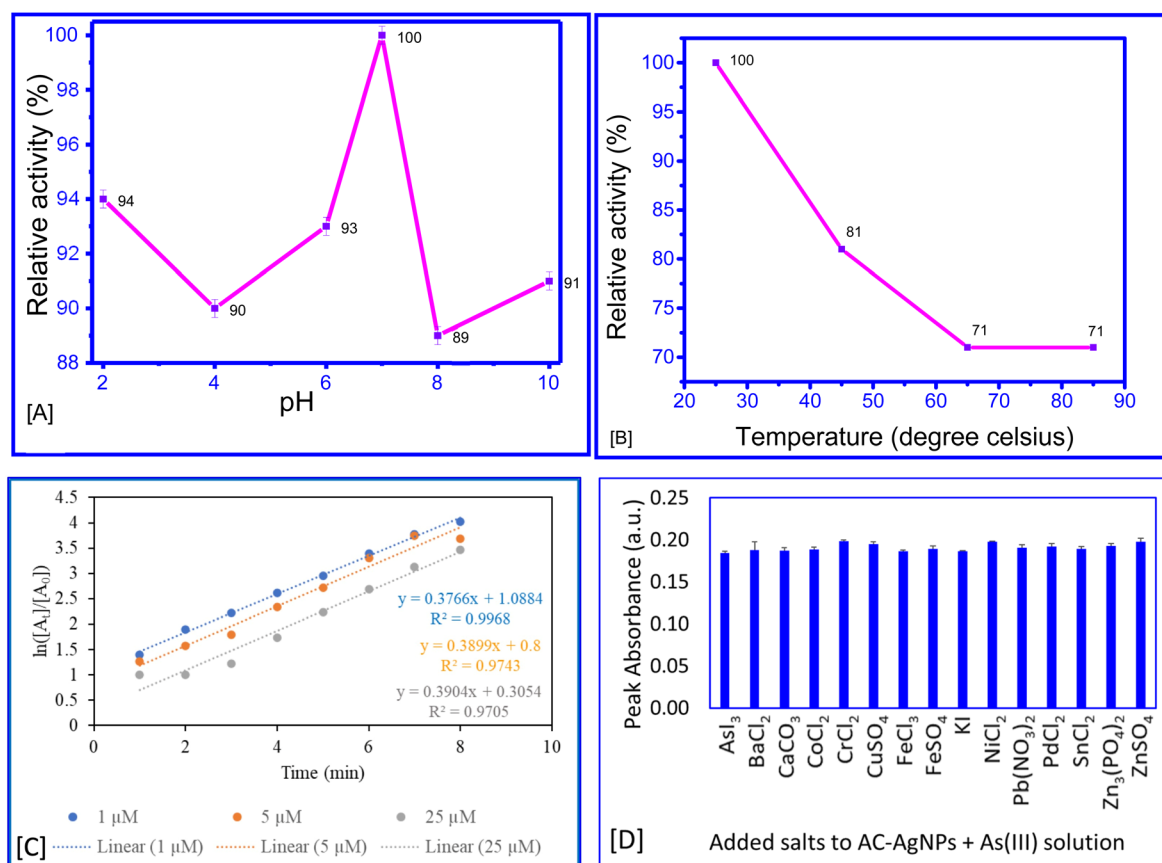 100
98
96
94
92
90
88
Relative activity (%)
94
90
93
100
89
91
2
4
6
8
10
pH
[A]
100
95
90
85
80
75
70
Relative activity (%)
100
81
71
71
20
30
40
50
60
70
80
90
Temperature (degree celsius)
[B]
4.5
4
3.5
3
2.5
2
1.5
1
0.5
0
ln([Aₜ]/[A₀])
y = 0.3766x + 1.0884
R² = 0.9968
y = 0.3899x + 0.8
R² = 0.9743
y = 0.3904x + 0.3054
R² = 0.9705
0
2
4
6
8
10
Time (min)
1 µM
5 µM
25 µM
Linear (1 µM)
Linear (5 µM)
Linear (25 µM)
[C]
0.25
0.20
0.15
0.10
0.05
0.00
Peak Absorbance (a.u.)
AsI₃
BaCl₂
CaCO₃
CoCl₂
CrCl₂
CuSO₄
FeCl₃
FeSO₄
KI
NiCl₂
Pb(NO₃)₂
PdCl₂
SnCl₂
Zn₃(PO₄)₂
ZnSO₄
[D]
Added salts to AC-AgNPs + As(III) solution